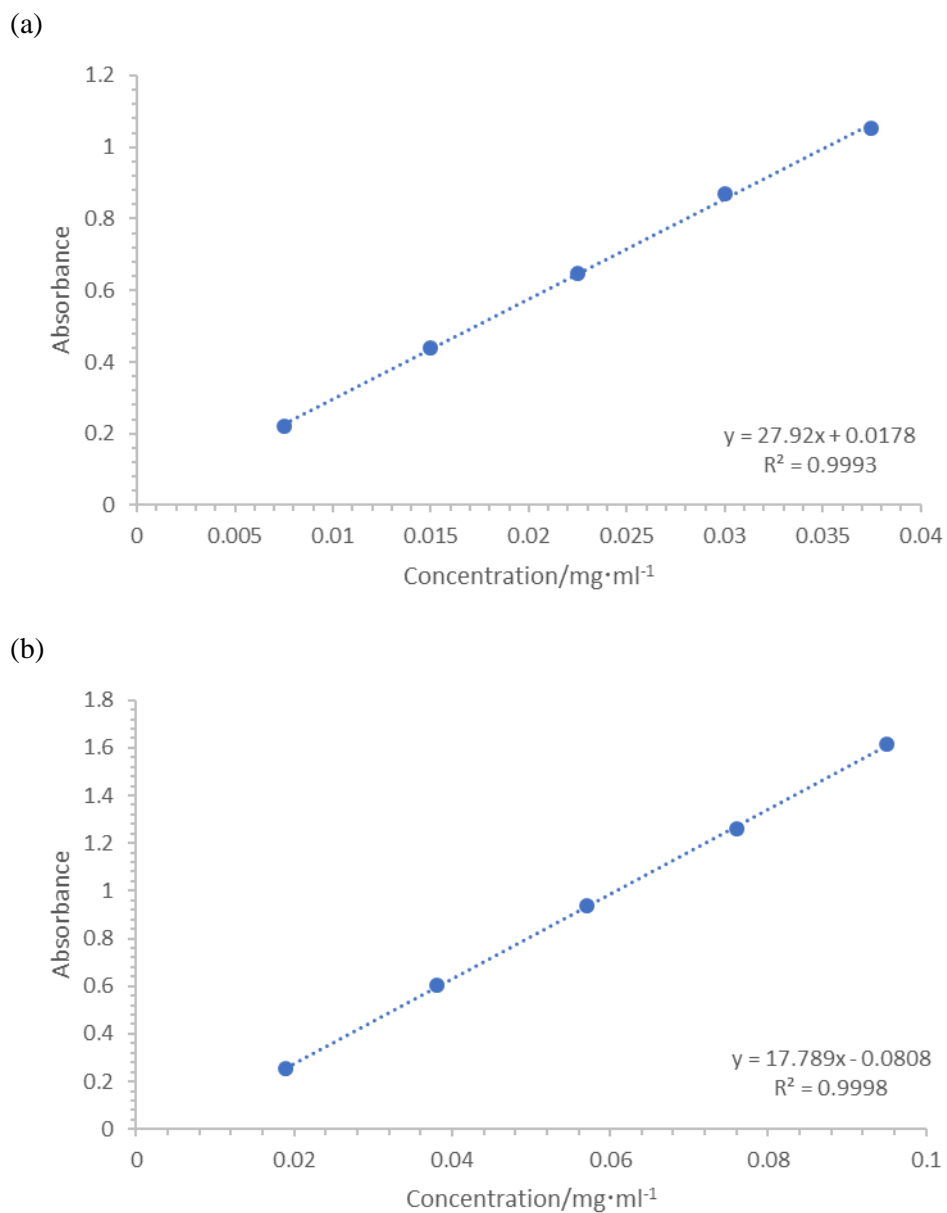 (a)
1.2
1
0.8
0.6
0.4
0.2
0
Absorbance
y = 27.92x + 0.0178
R² = 0.9993
0 0.005 0.01 0.015 0.02 0.025 0.03 0.035 0.04
Concentration/mg·ml⁻¹
(b)
1.8
1.6
1.4
1.2
1
0.8
0.6
0.4
0.2
0
Absorbance
y = 17.789x - 0.0808
R² = 0.9998
0 0.02 0.04 0.06 0.08 0.1
Concentration/mg·ml⁻¹